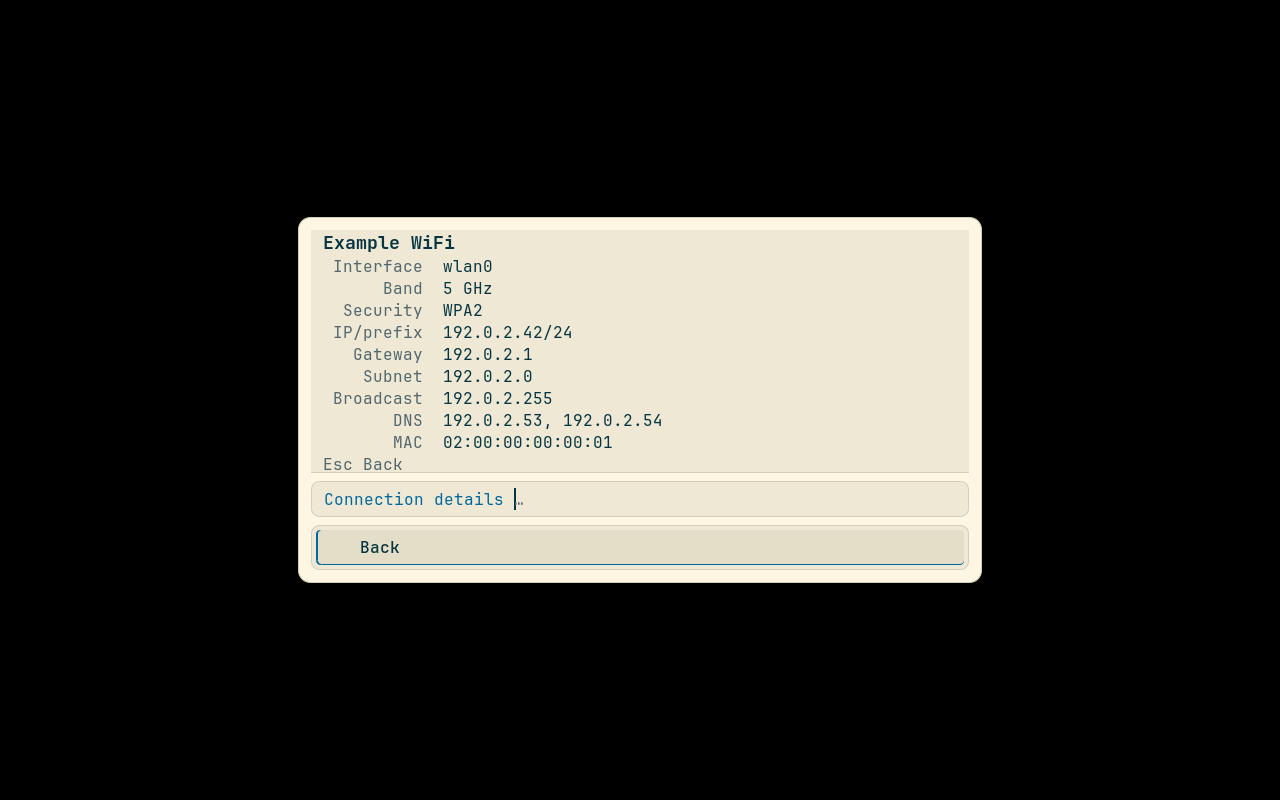 Example WiFi
Interface wlan0
Band 5 GHz
Security WPA2
IP/prefix 192.0.2.42/24
Gateway 192.0.2.1
Subnet 192.0.2.0
Broadcast 192.0.2.255
DNS 192.0.2.53, 192.0.2.54
MAC 02:00:00:00:00:01
Esc Back
Connection details …
Back